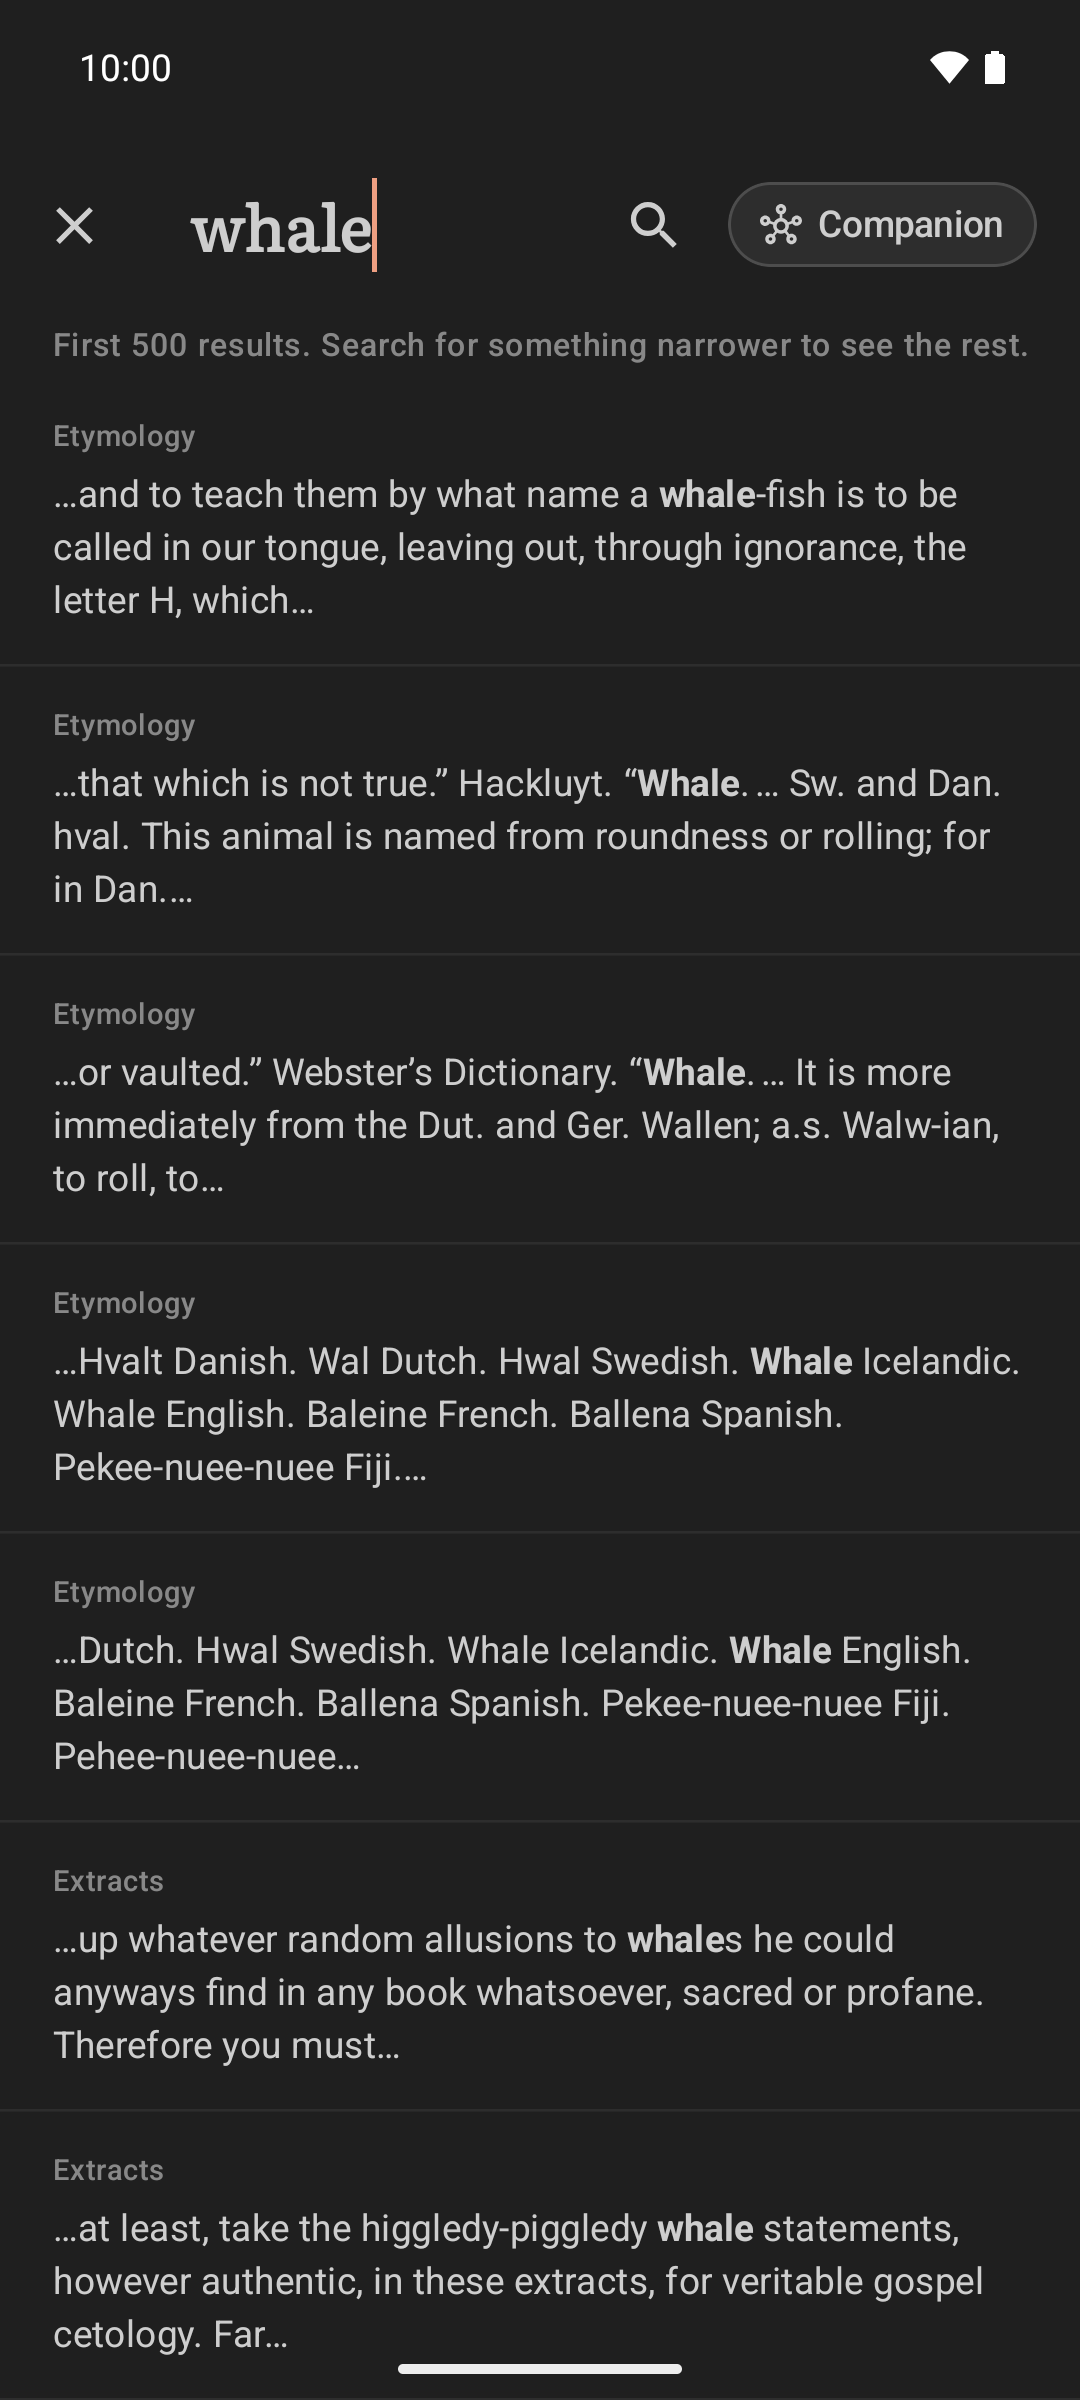 10:00
whale
Companion
First 500 results. Search for something narrower to see the rest.
Etymology
…and to teach them by what name a whale-fish is to be
called in our tongue, leaving out, through ignorance, the
letter H, which…
Etymology
…that which is not true.” Hackluyt. “Whale. … Sw. and Dan.
hval. This animal is named from roundness or rolling; for
in Dan.…
Etymology
…or vaulted.” Webster’s Dictionary. “Whale. … It is more
immediately from the Dut. and Ger. Wallen; a.s. Walw-ian,
to roll, to…
Etymology
…Hvalt Danish. Wal Dutch. Hwal Swedish. Whale Icelandic.
Whale English. Baleine French. Ballena Spanish.
Pekee-nuee-nuee Fiji.…
Etymology
…Dutch. Hwal Swedish. Whale Icelandic. Whale English.
Baleine French. Ballena Spanish. Pekee-nuee-nuee Fiji.
Pehee-nuee-nuee…
Extracts
…up whatever random allusions to whales he could
anyways find in any book whatsoever, sacred or profane.
Therefore you must…
Extracts
…at least, take the higgledy-piggledy whale statements,
however authentic, in these extracts, for veritable gospel
cetology. Far…